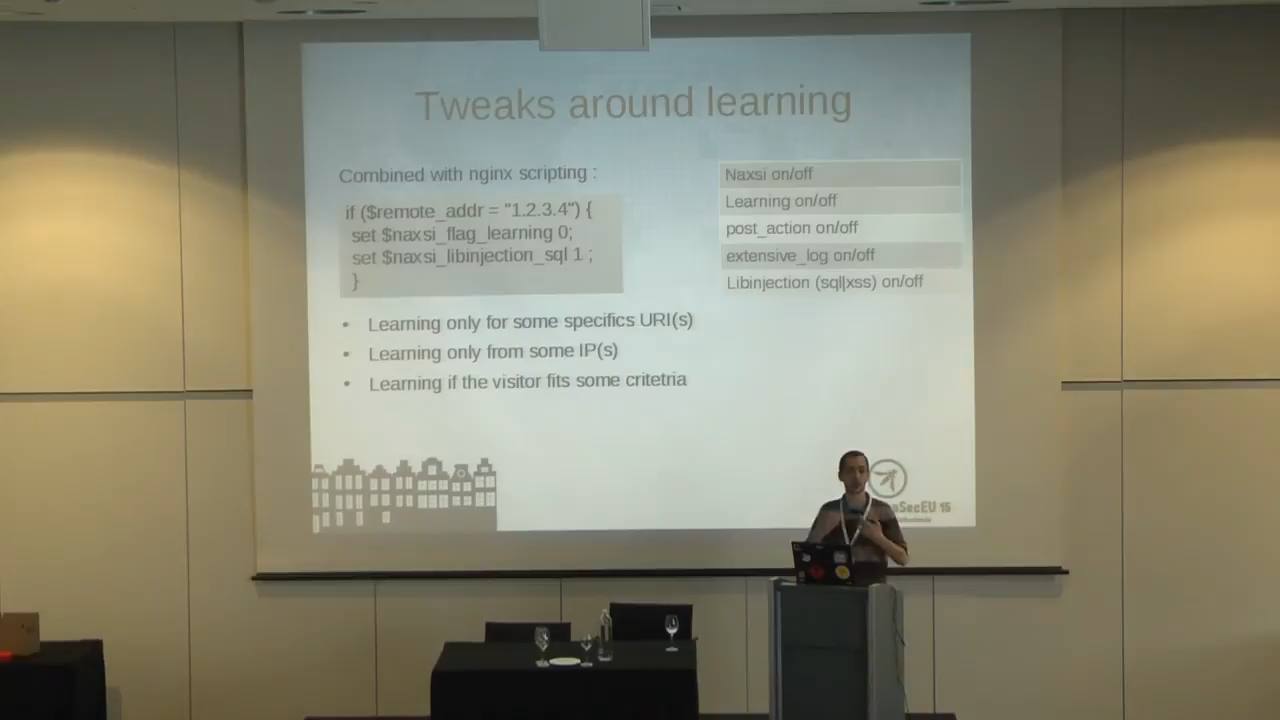 Tweaks around learning
Combined with nginx scripting :
if ($remote_addr = "1.2.3.4") {
set $naxsi_flag_learning 0;
set $naxsi_libinjection_sql 1 ;
}
Learning only for some specifics URI(s)
Learning only from some IP(s)
Learning if the visitor fits some critetria
Naxsi on/off
Learning on/off
post_action on/off
extensive_log on/off
Libinjection (sql|xss) on/off
SecEU 15